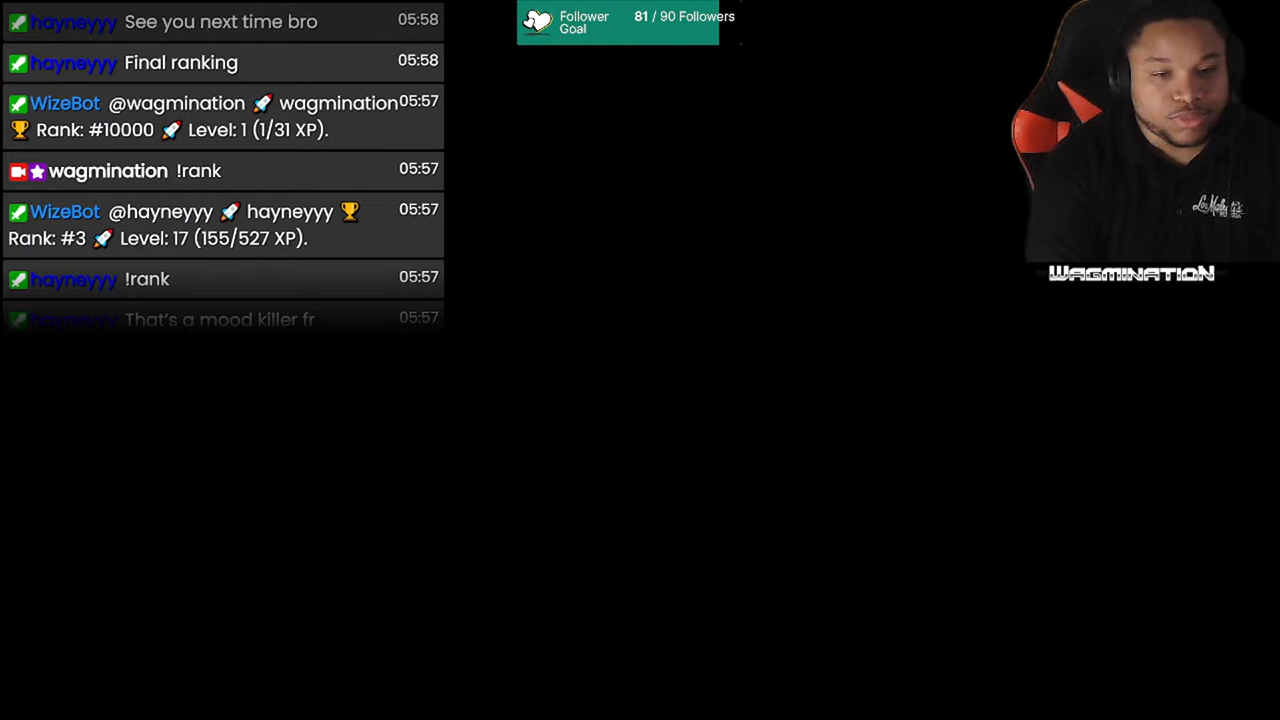 hayneyyy See you next time bro 05:58
hayneyyy Final ranking 05:58
WizeBot @wagmination 🚀 wagmination 05:57
🏆 Rank: #10000 🚀 Level: 1 (1/31 XP).
wagmination !rank 05:57
WizeBot @hayneyyy 🚀 hayneyyy 🏆 05:57
Rank: #3 🚀 Level: 17 (155/527 XP).
hayneyyy !rank 05:57
hayneyyy That's a mood killer fr 05:57
Follower 81 / 90 Followers
Goal
WAGMINATION